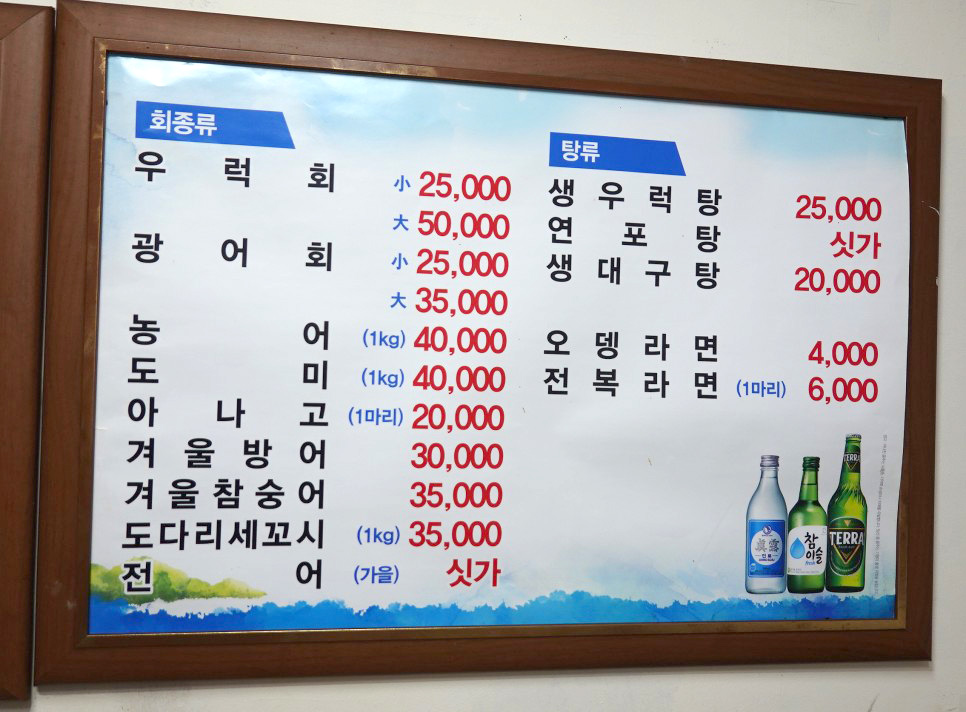 회종류
우럭회 小 25,000
大 50,000
광어회 小 25,000
大 35,000
농어 (1kg) 40,000
도미 (1kg) 40,000
아나고 (1마리) 20,000
겨울방어 30,000
겨울참숭어 35,000
도다리세꼬시 (1kg) 35,000
전어 (가을) 싯가
탕류
생우럭탕 25,000
연포탕 싯가
생대구탕 20,000
오뎅라면 4,000
전복라면 (1마리) 6,000
眞露
참이슬
fresh
TERRA
TERRA